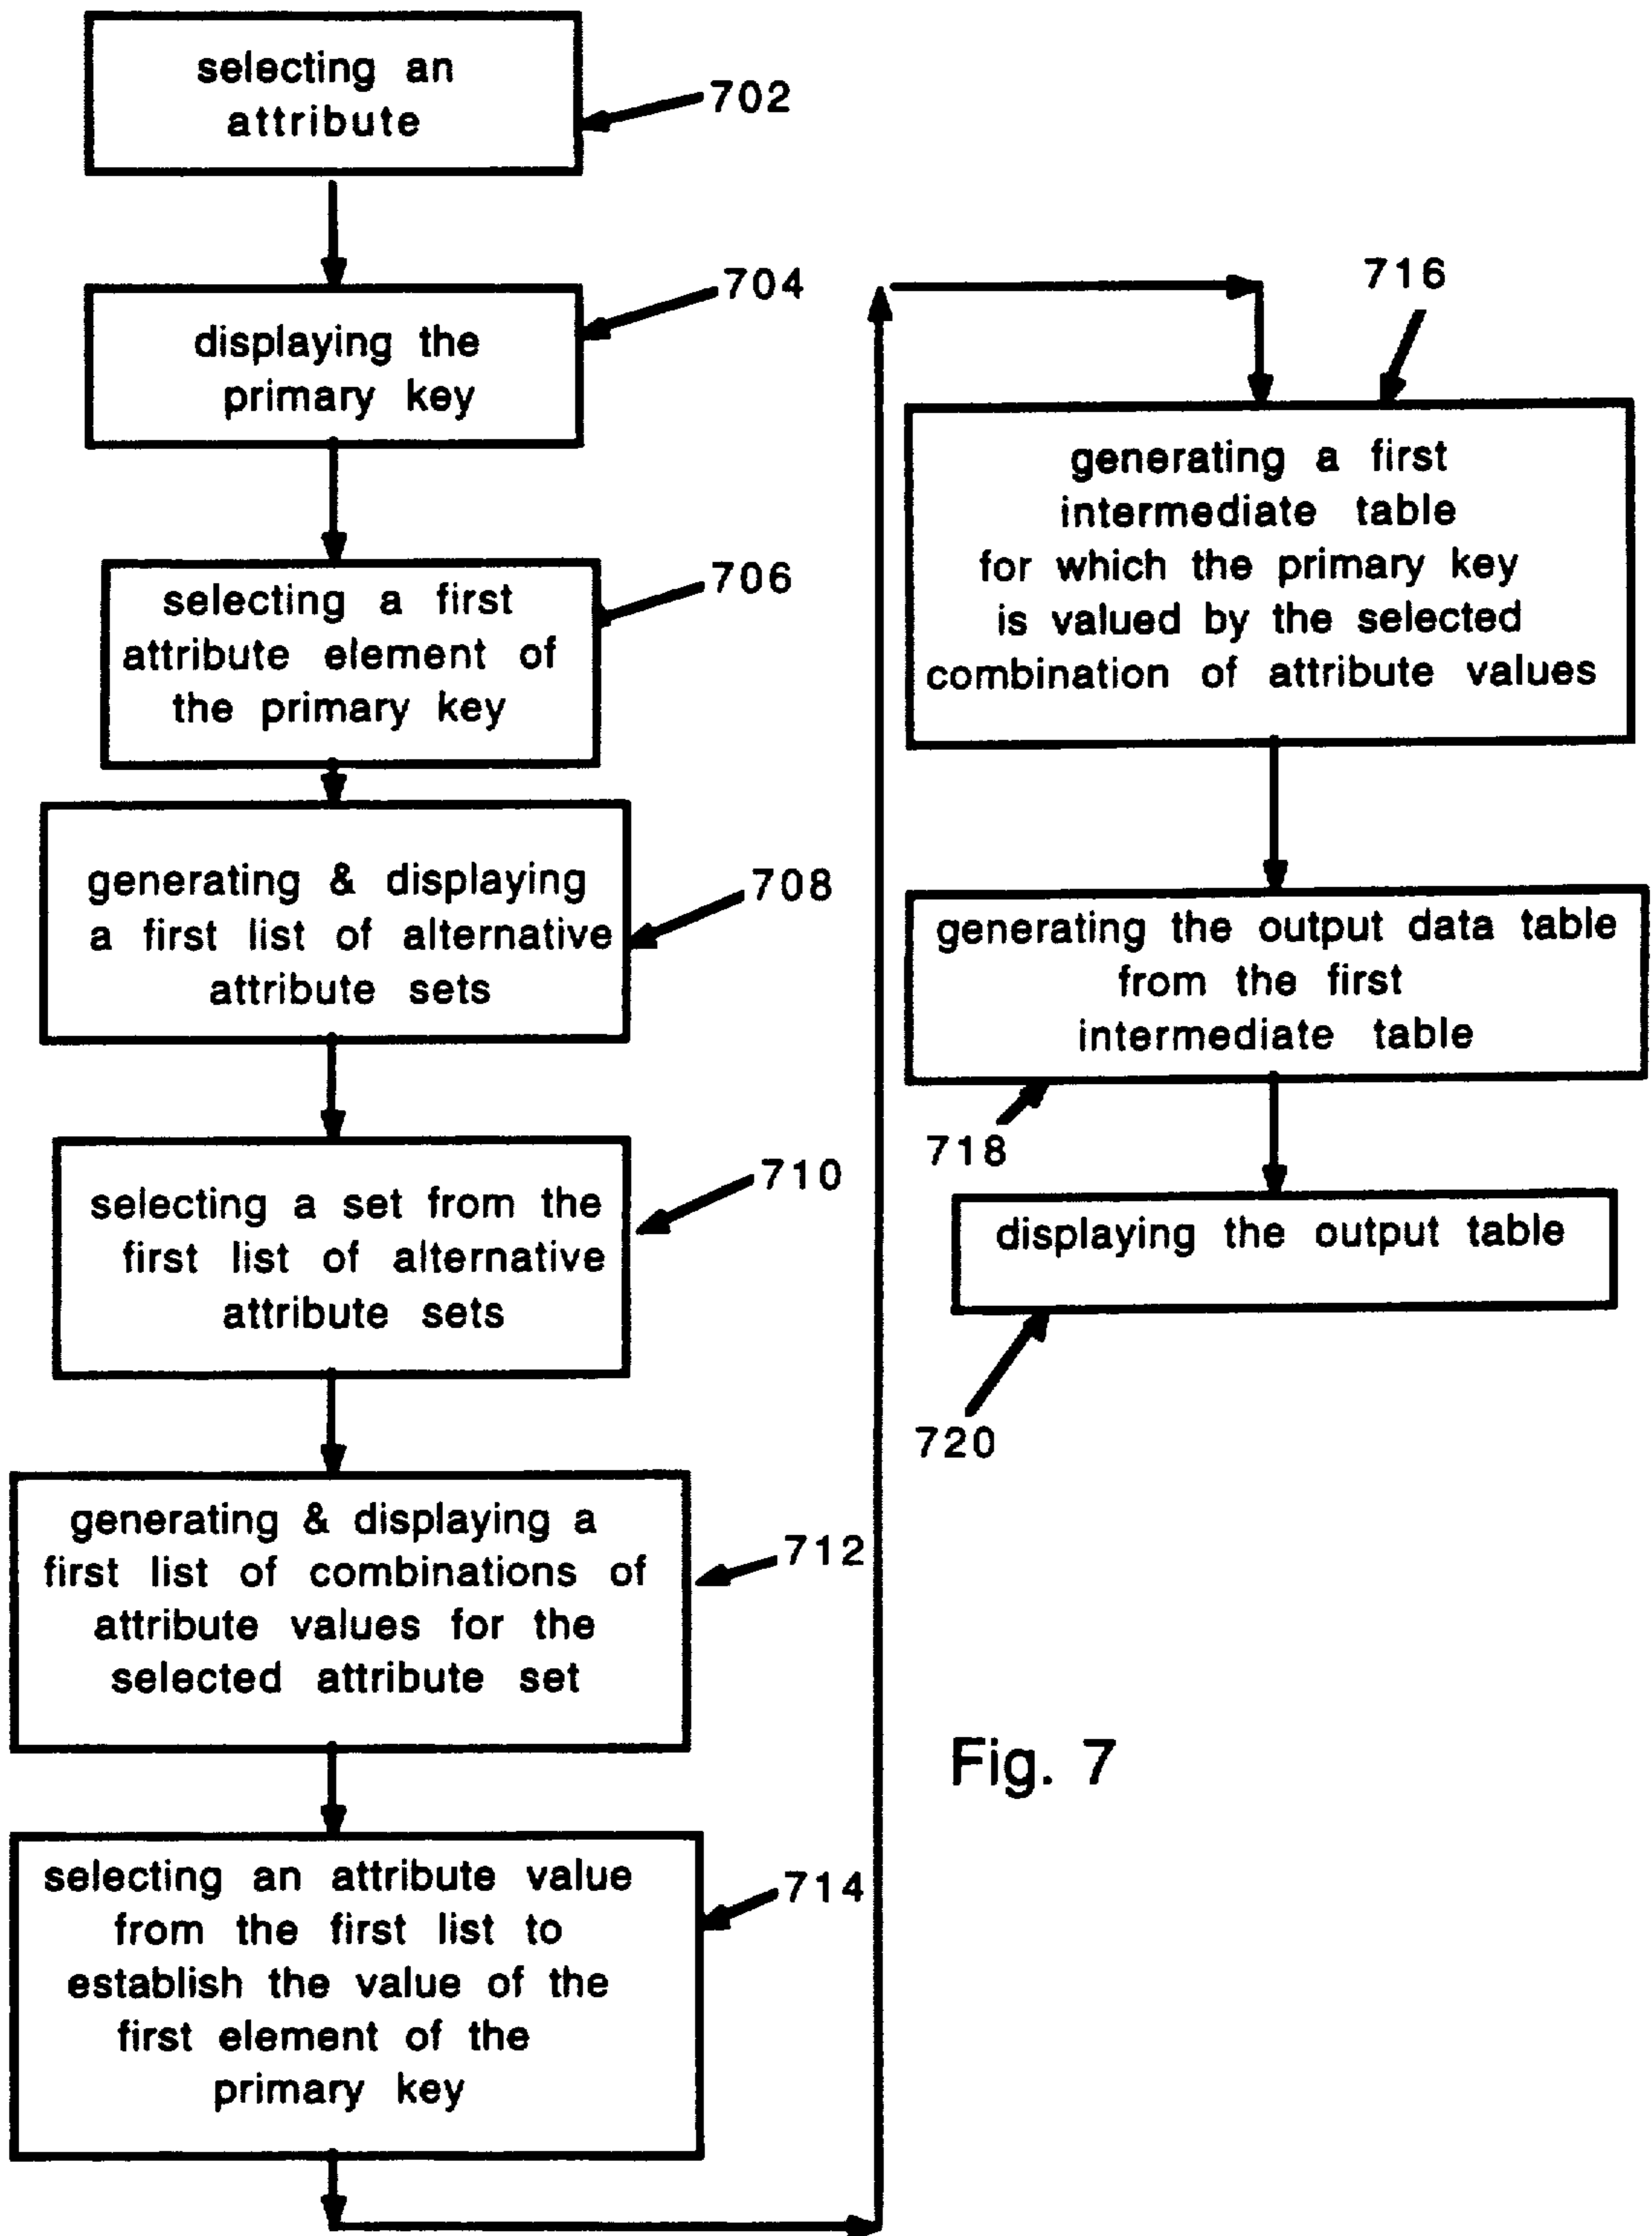 selecting an
attribute
702
displaying the
primary key
704
selecting a first
attribute element of
the primary key
706
generating & displaying
a first list of alternative
attribute sets
708
selecting a set from the
first list of alternative
attribute sets
710
generating & displaying a
first list of combinations of
attribute values for the
selected attribute set
712
selecting an attribute value
from the first list to
establish the value of the
first element of the
primary key
714
716
generating a first
intermediate table
for which the primary key
is valued by the selected
combination of attribute values
generating the output data table
from the first
intermediate table
718
displaying the output table
720
Fig. 7